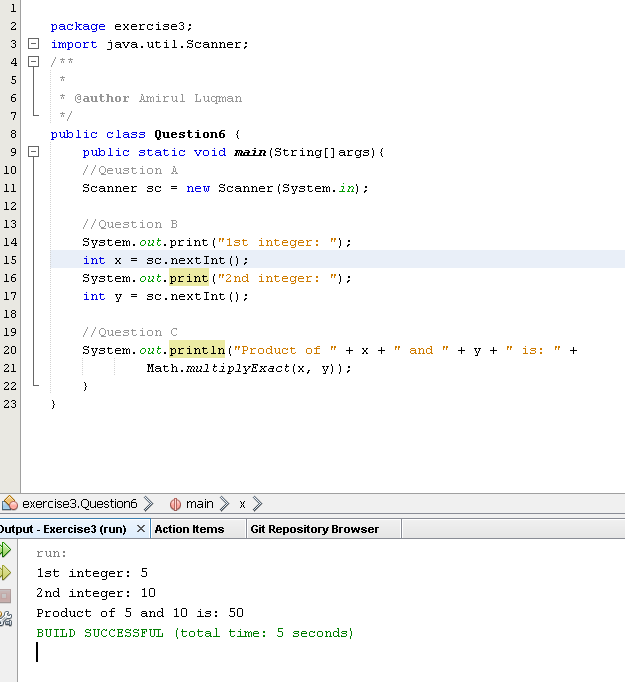 1
2 package exercise3;
3 import java.util.Scanner;
4 /**
5 *
6 * @author Amirul Luqman
7 */
8 public class Question6 {
9 public static void main(String[]args){
10 //Qeustion A
11 Scanner sc = new Scanner(System.in);
12
13 //Question B
14 System.out.print("1st integer: ");
15 int x = sc.nextInt();
16 System.out.print("2nd integer: ");
17 int y = sc.nextInt();
18
19 //Question C
20 System.out.println("Product of " + x + " and " + y + " is: " +
21 Math.multiplyExact(x, y));
22 }
23 }
exercise3.Question6 main x
Output - Exercise3 (run) × Action Items Git Repository Browser
run:
1st integer: 5
2nd integer: 10
Product of 5 and 10 is: 50
BUILD SUCCESSFUL (total time: 5 seconds)